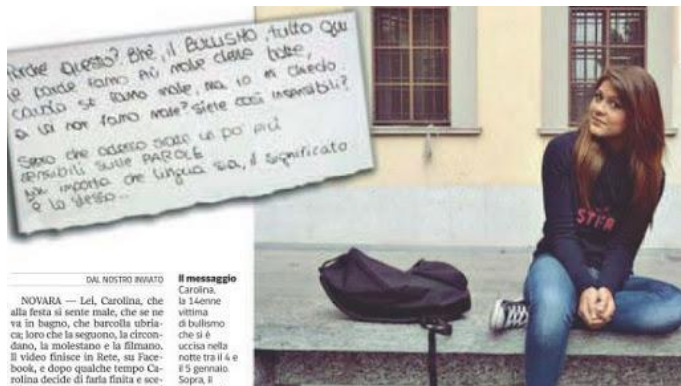 Perché questo? Bhè, il BULLISMO, tutto qui
le parole fanno più male delle botte,
cavolo se fanno male, ma io mi chiedo
a voi non fanno male? Siete così insensibili?
Spero che adesso siate un po' più
sensibili sulle PAROLE
non importa che lingua sia, il significato
è lo stesso...
STFA
DAL NOSTRO INVIATO
NOVARA — Lei, Carolina, che
alla festa si sente male, che se ne
va in bagno, che barcolla ubria-
ca; loro che la seguono, la circon-
dano, la molestano e la filmano.
Il video finisce in Rete, su Face-
book, e dopo qualche tempo Ca-
rolina decide di farla finita e sce-
Il messaggio
Carolina,
la 14enne
vittima
di bullismo
che si è
uccisa nella
notte tra il 4 e
il 5 gennaio.
Sopra, il